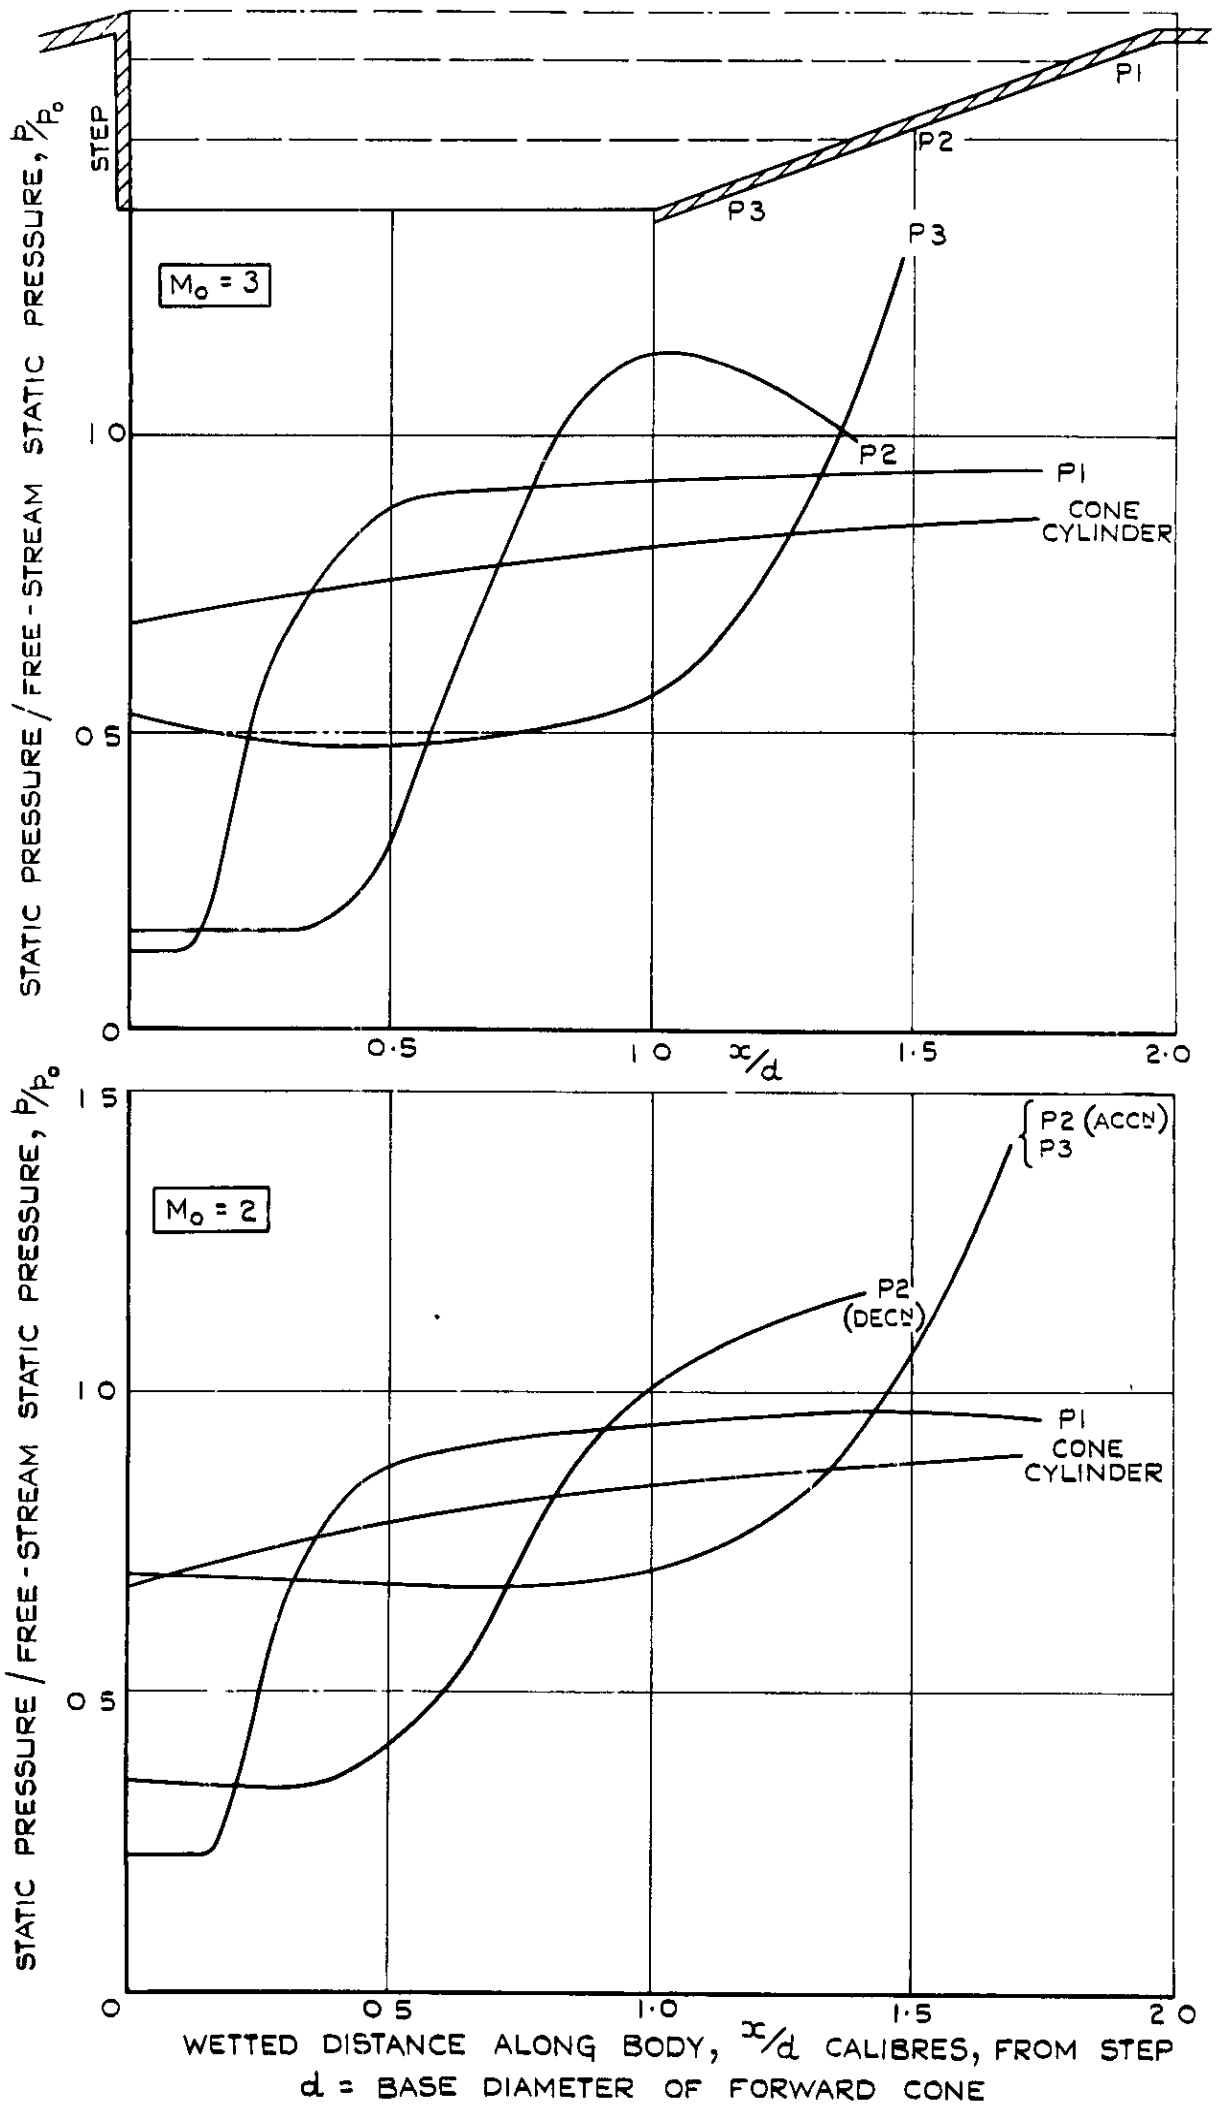 STEP
P1
P2
P3
P3
M₀ = 3
STATIC PRESSURE / FREE-STREAM STATIC PRESSURE, p/p₀
1 0
P2
P1
CONE
CYLINDER
0 5
0
0.5
1 0
x/d
1.5
2.0
1 5
P2 (ACCᴺ)
P3
M₀ = 2
STATIC PRESSURE / FREE-STREAM STATIC PRESSURE, p/p₀
P2
(DECᴺ)
1 0
P1
CONE
CYLINDER
0 5
0
0 5
1.0
1.5
2 0
WETTED DISTANCE ALONG BODY, x/d CALIBRES, FROM STEP
d = BASE DIAMETER OF FORWARD CONE